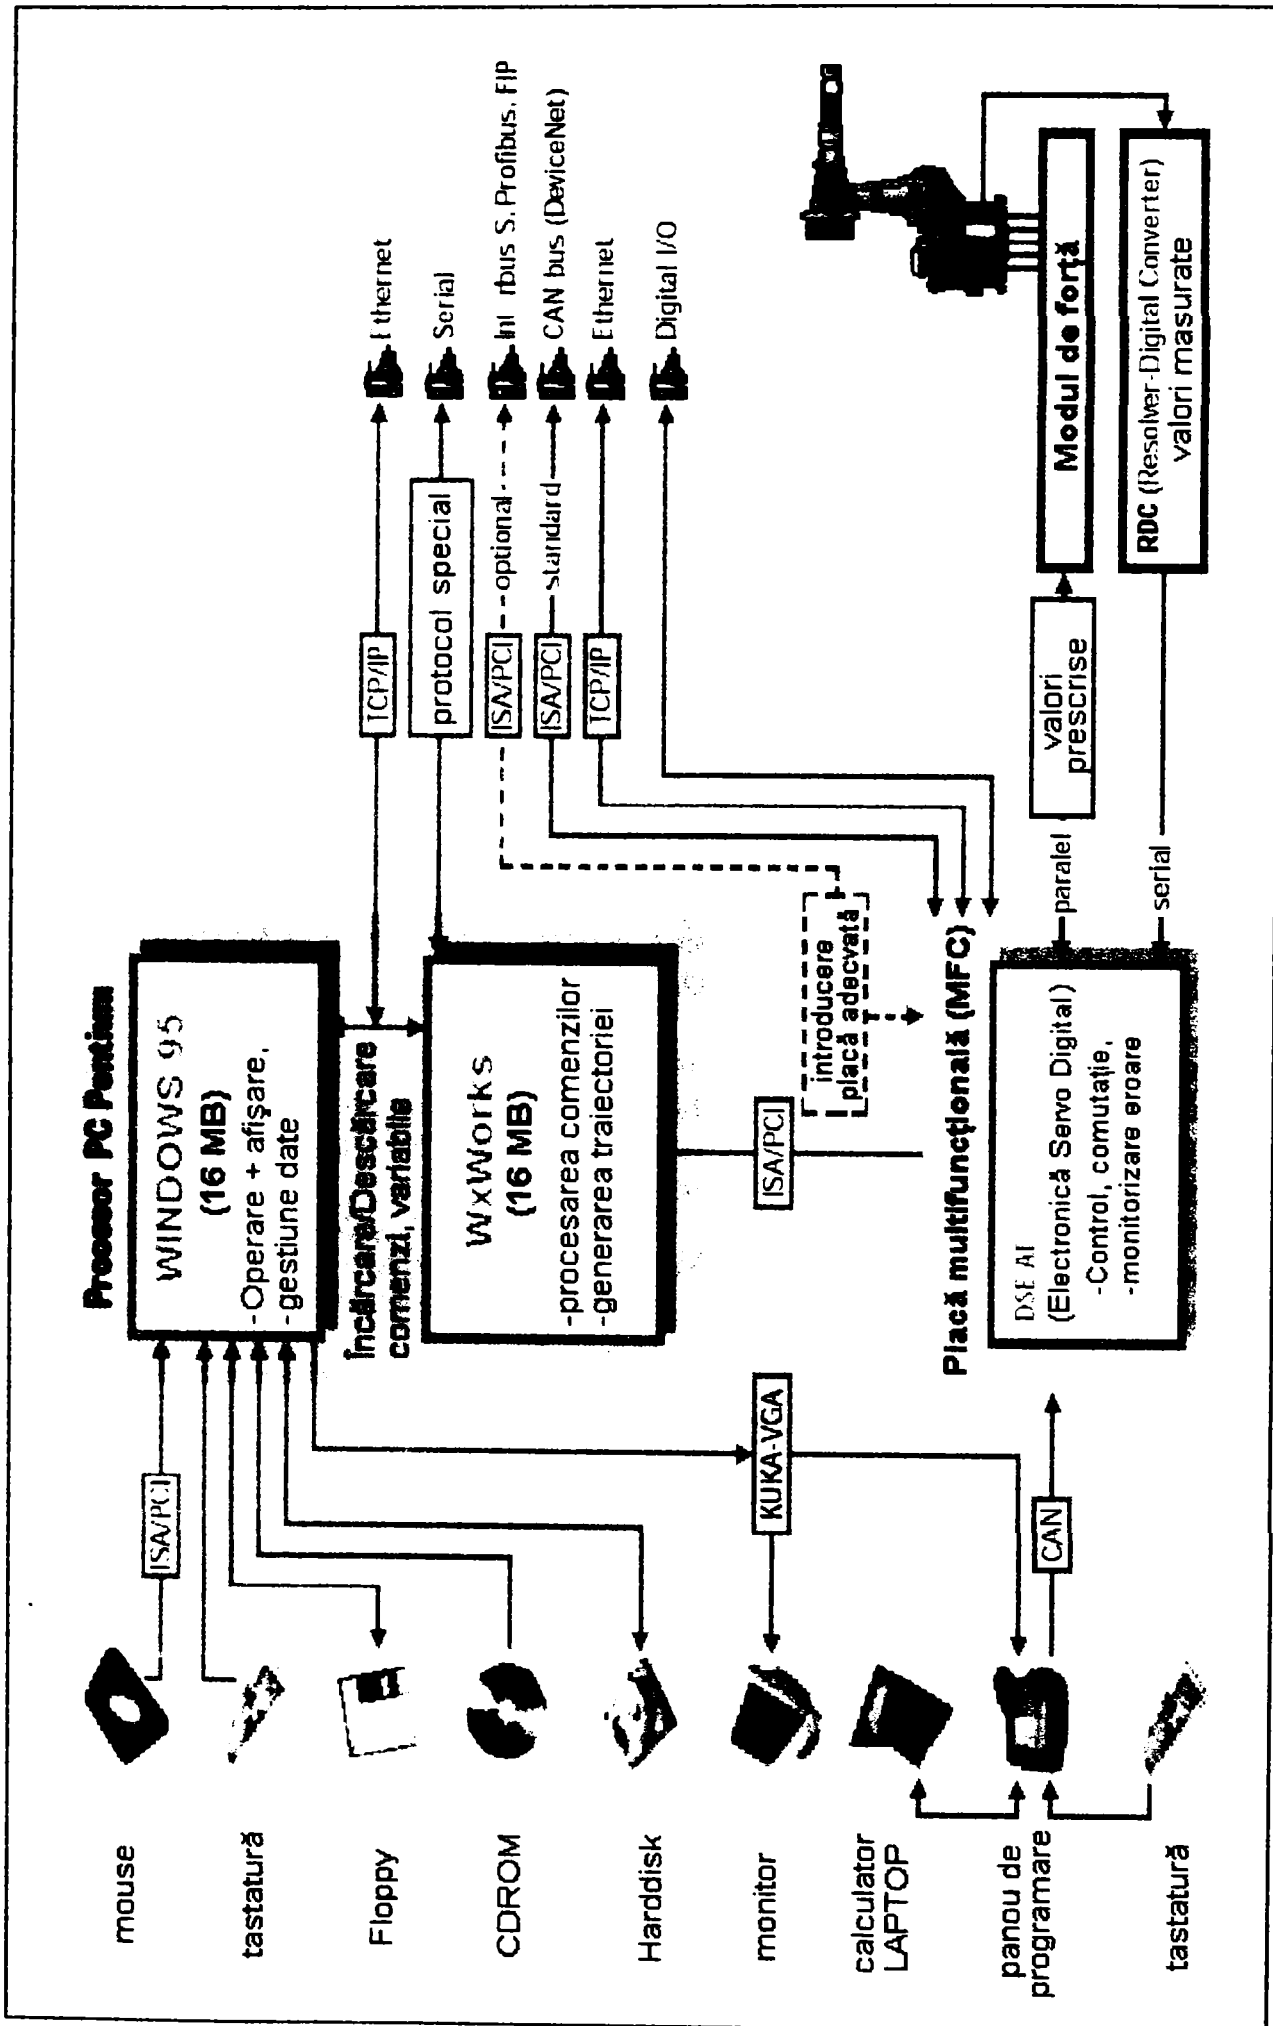 mouse
tastatură
Floppy
CDROM
Harddisk
monitor
calculator
LAPTOP
panou de
programare
tastatură
ISA/PCI
KUKA-VGA
CAN
Procesor PC Pentium
WINDOWS 95
(16 MB)
-Operare + afişare,
-gestiune date
Încărcare/Descărcare
comenzi, variabile
WxWorks
(16 MB)
-procesarea comenzilor
-generarea traiectoriei
ISA/PCI
introducere
placă adecvată
Placă multifuncţională (MFC)
DSE AT
(Electronică Servo Digital)
-Control, comutaţie,
-monitorizare eroare
TCP/IP
Ethernet
protocol special
Serial
ISA/PCI
optional
S. Profibus. FIP
ISA/PCI
standard
CAN bus (DeviceNet)
TCP/IP
Ethernet
Digital I/O
paralel
valori
prescrise
Modul de forţă
serial
RDC (Resolver-Digital Converter)
valori masurate